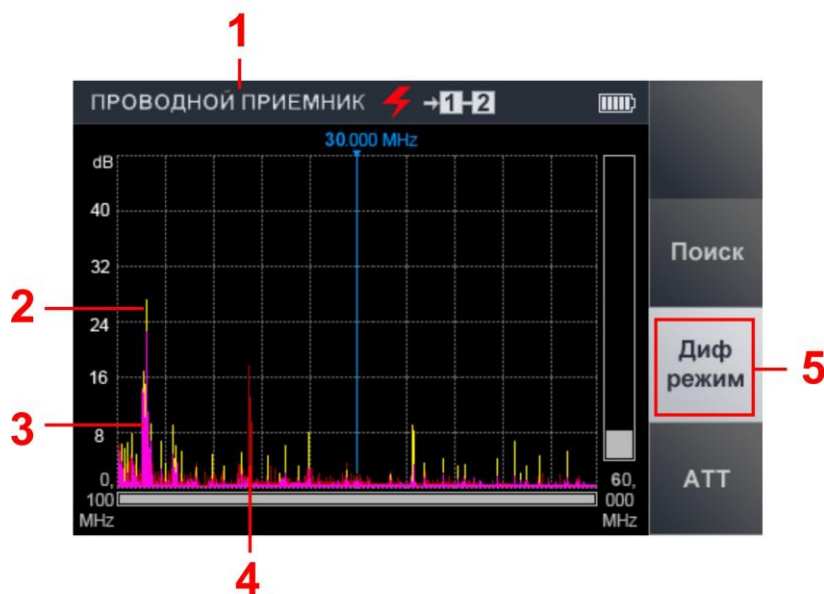 1
ПРОВОДНОЙ ПРИЕМНИК →1-2
30.000 MHz
dB
40
32
24
16
8
0,
100
MHz
60,
000
MHz
Поиск
Диф
режим
АТТ
2
3
4
5